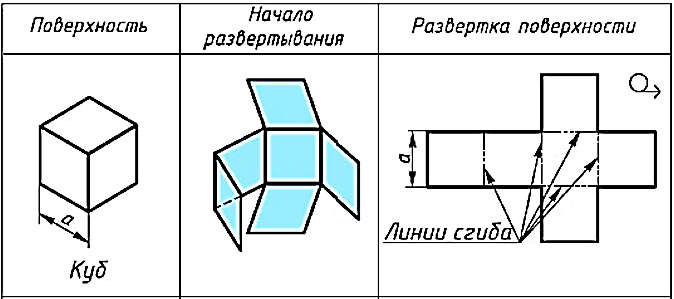 Поверхность
Начало
развертывания
Развертка поверхности
a
Куб
a
Линии сгиба